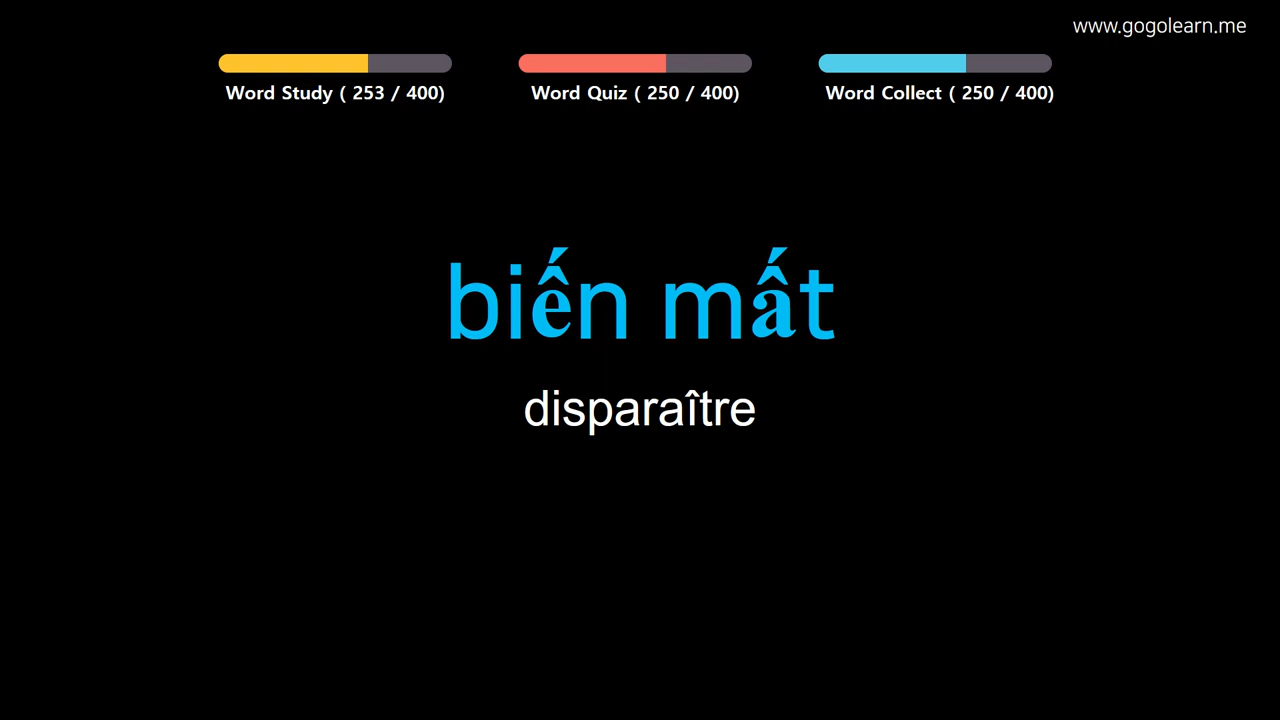 www.gogolearn.me
Word Study ( 253 / 400)
Word Quiz ( 250 / 400)
Word Collect ( 250 / 400)
biến mất
disparaître